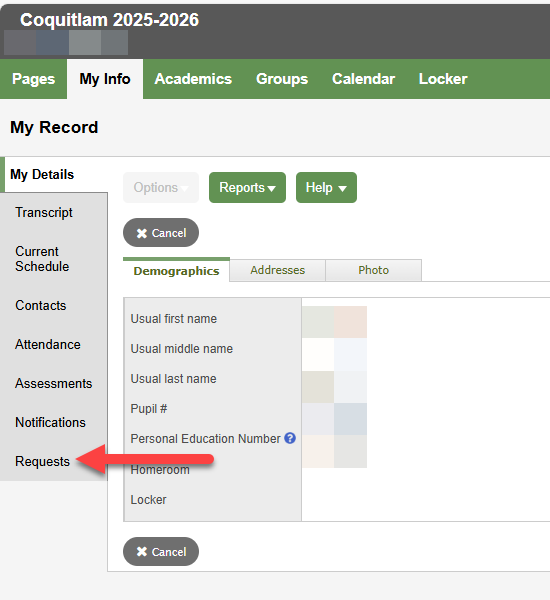 Coquitlam 2025-2026
Pages My Info Academics Groups Calendar Locker
My Record
My Details
Transcript
Current
Schedule
Contacts
Attendance
Assessments
Notifications
Requests
Options Reports Help
Cancel
Demographics Addresses Photo
Usual first name
Usual middle name
Usual last name
Pupil #
Personal Education Number ?
Homeroom
Locker
Cancel